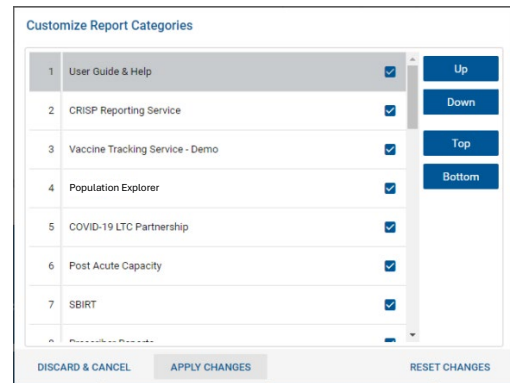 Customize Report Categories
1 User Guide & Help
Up
2 CRISP Reporting Service
Down
3 Vaccine Tracking Service - Demo
Top
4 Population Explorer
Bottom
5 COVID-19 LTC Partnership
6 Post Acute Capacity
7 SBIRT
DISCARD & CANCEL APPLY CHANGES RESET CHANGES